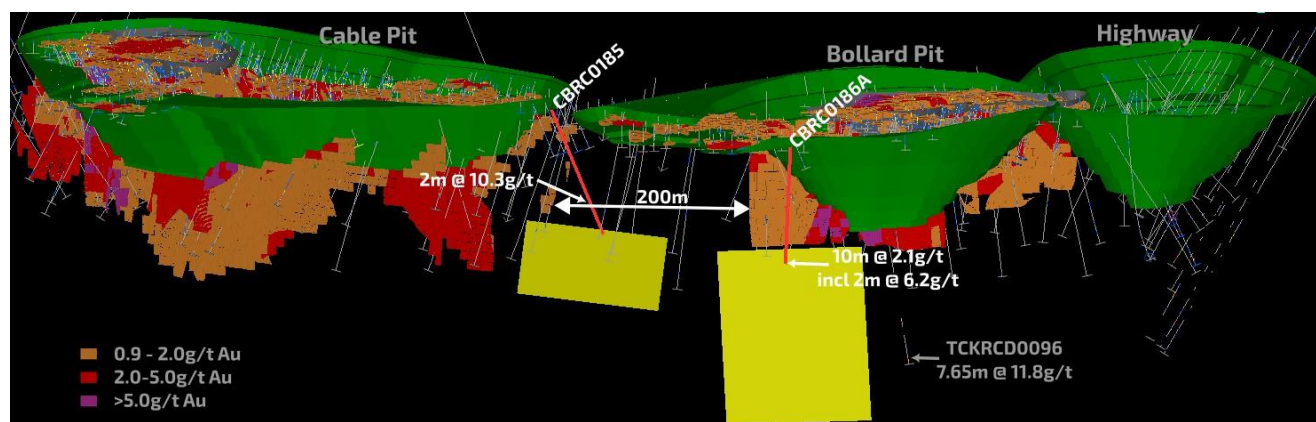 Cable Pit
Highway
Bollard Pit
CBRC0185
CBRC0186A
2m @ 10.3g/t
200m
10m @ 2.1g/t
incl 2m @ 6.2g/t
TCKRCD0096
7.65m @ 11.8g/t
0.9 - 2.0g/t Au
2.0-5.0g/t Au
>5.0g/t Au